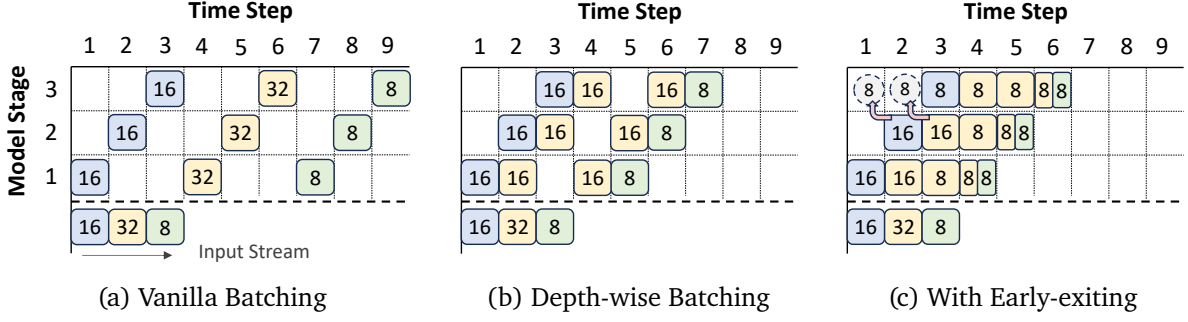 Time Step
1 2 3 4 5 6 7 8 9
Model Stage
3 16 32 8
2 16 32 8
1 16 32 8
16 32 8
Input Stream
(a) Vanilla Batching
Time Step
1 2 3 4 5 6 7 8 9
16 16 16 8
16 16 16 8
16 16 16 8
16 32 8
(b) Depth-wise Batching
Time Step
1 2 3 4 5 6 7 8 9
8 8 8 8 8 8 8
16 16 8 8 8
16 16 8 8 8
16 32 8
(c) With Early-exiting